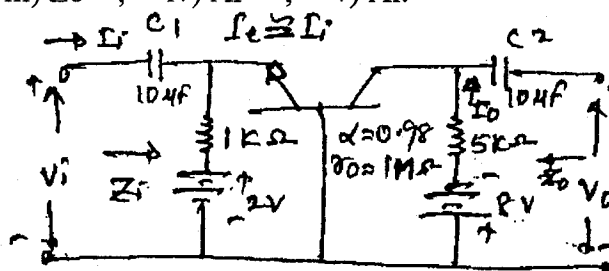 C1
Ie ≅ Ii
C2
→ Ii
10μf
10μf
Io
1KΩ
α=0.98
5KΩ
ro=1MΩ
Vi
Zi
2V
8V
Zo
Vo